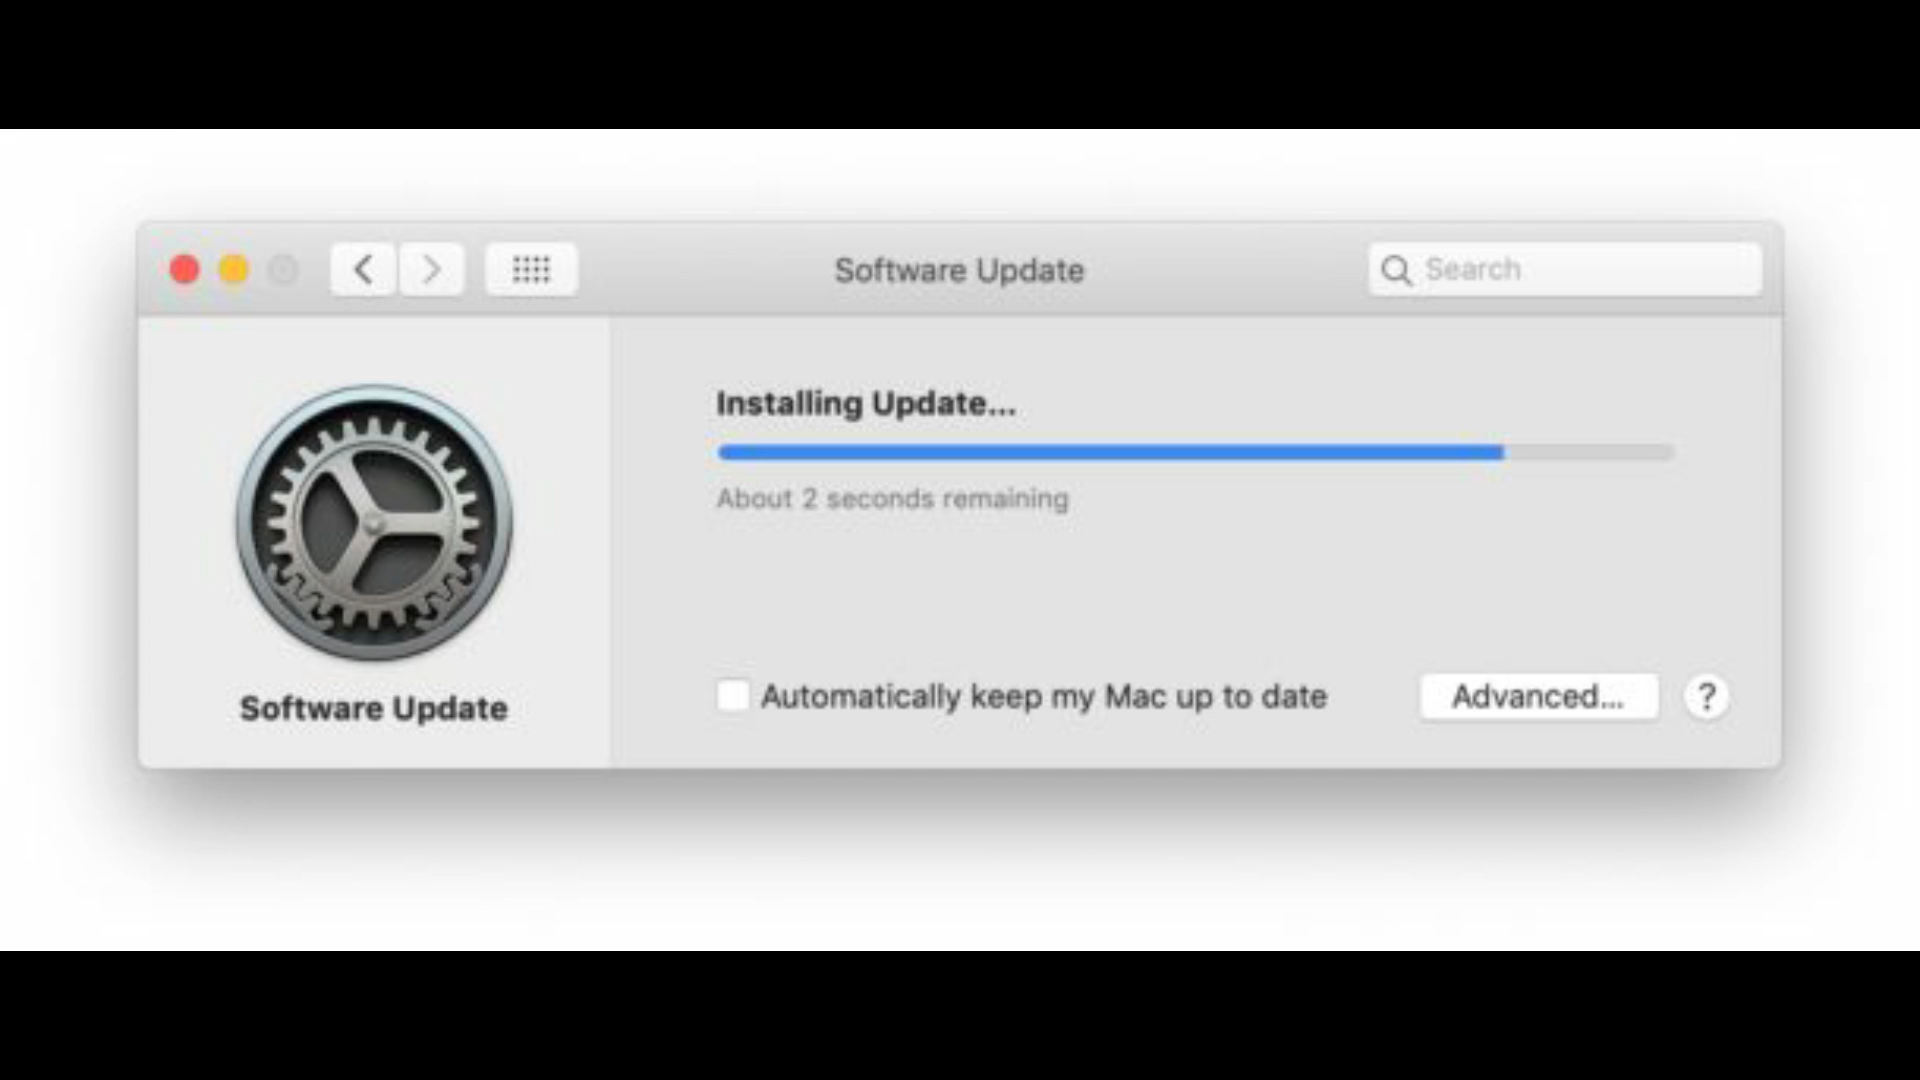 Software Update
Search
Installing Update...
About 2 seconds remaining
Software Update
Automatically keep my Mac up to date
Advanced...
?